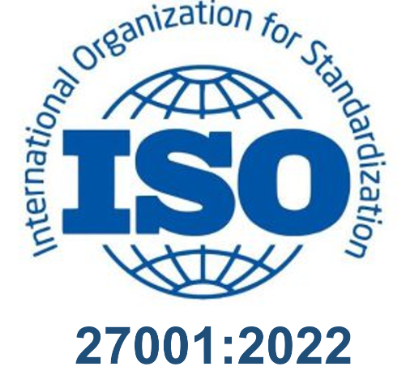 International Organization for Standardization
ISO
27001:2022